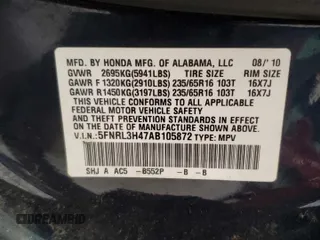 MFD. BY HONDA MFG. OF ALABAMA, LLC 08/'10
GVWR 2695KG(5941LBS) TIRE SIZE RIM SIZE
GAWR F 1320KG(2910LBS) 235/65R16 103T 16X7J
GAWR R1450KG(3197LBS) 235/65R16 103T 16X7J
THIS VEHICLE CONFORMS TO ALL APPLICABLE FEDERAL
MOTOR VEHICLE SAFETY, BUMPER, AND THEFT
PREVENTION STANDARDS IN EFFECT ON THE DATE OF
MANUFACTURE SHOWN ABOVE.
V.I.N.: 5FNRL3H47AB105872 TYPE: MPV
SHJ A AC5 -B552P -B -B